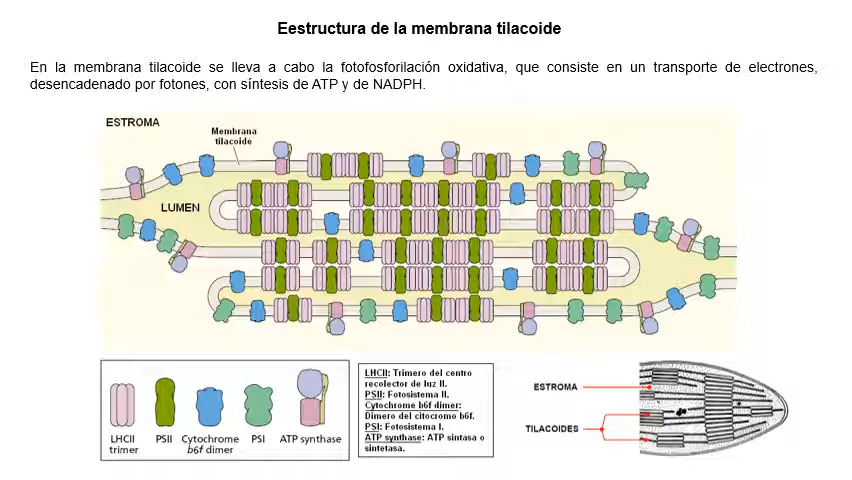 Eestructura de la membrana tilacoide
En la membrana tilacoide se lleva a cabo la fotofosforilación oxidativa, que consiste en un transporte de electrones,
desencadenado por fotones, con síntesis de ATP y de NADPH.
ESTROMA
Membrana
tilacoide
LUMEN
LHCII
trimer
PSII
Cytochrome
b6f dimer
PSI
ATP synthase
LHCII: Trímero del centro
recolector de luz II.
PSII: Fotosistema II.
Cytochrome b6f dimer:
Dímero del citocromo b6f.
PSI: Fotosistema I.
ATP synthase: ATP sintasa o
sintetasa.
ESTROMA
TILACOIDES